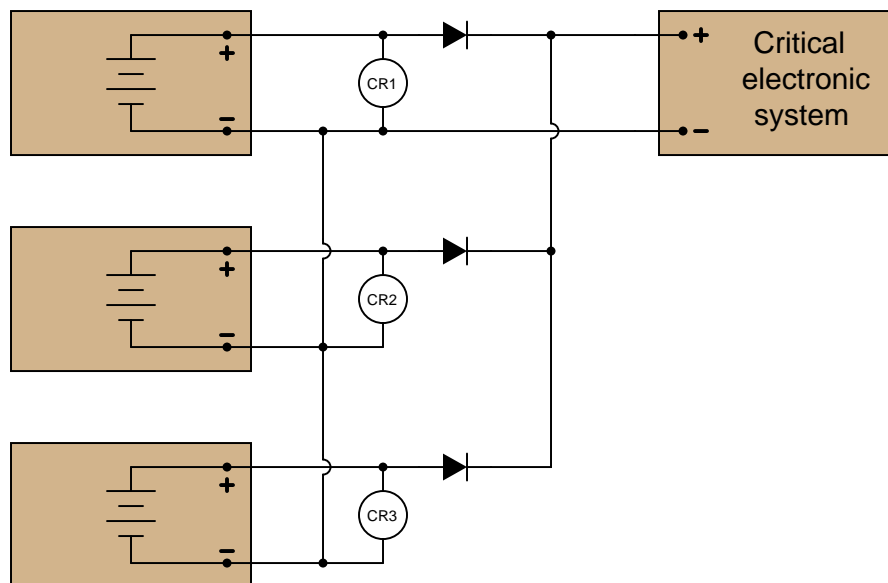 +
CR1
−
+
Critical
electronic
system
−
+
CR2
−
+
CR3
−